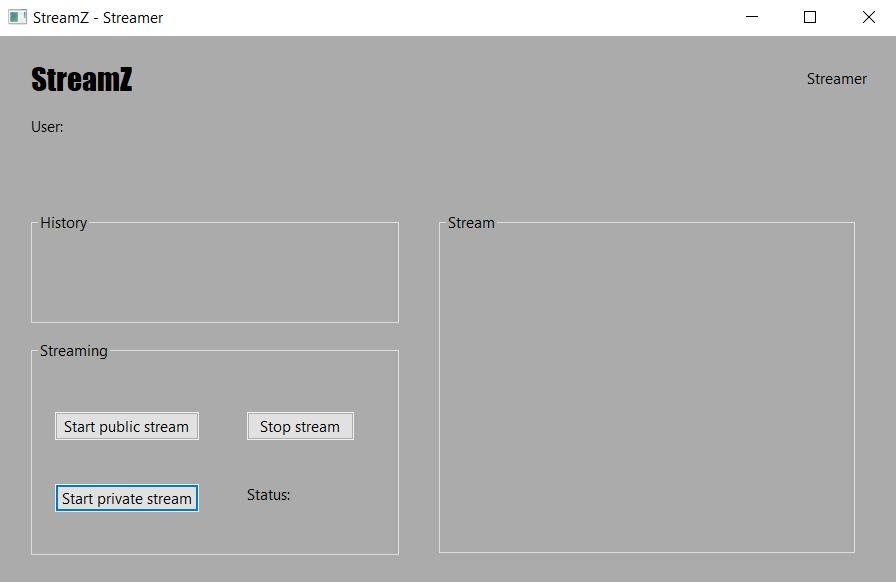 StreamZ - Streamer
StreamZ
Streamer
User:
History
Stream
Streaming
Start public stream
Stop stream
Start private stream
Status: